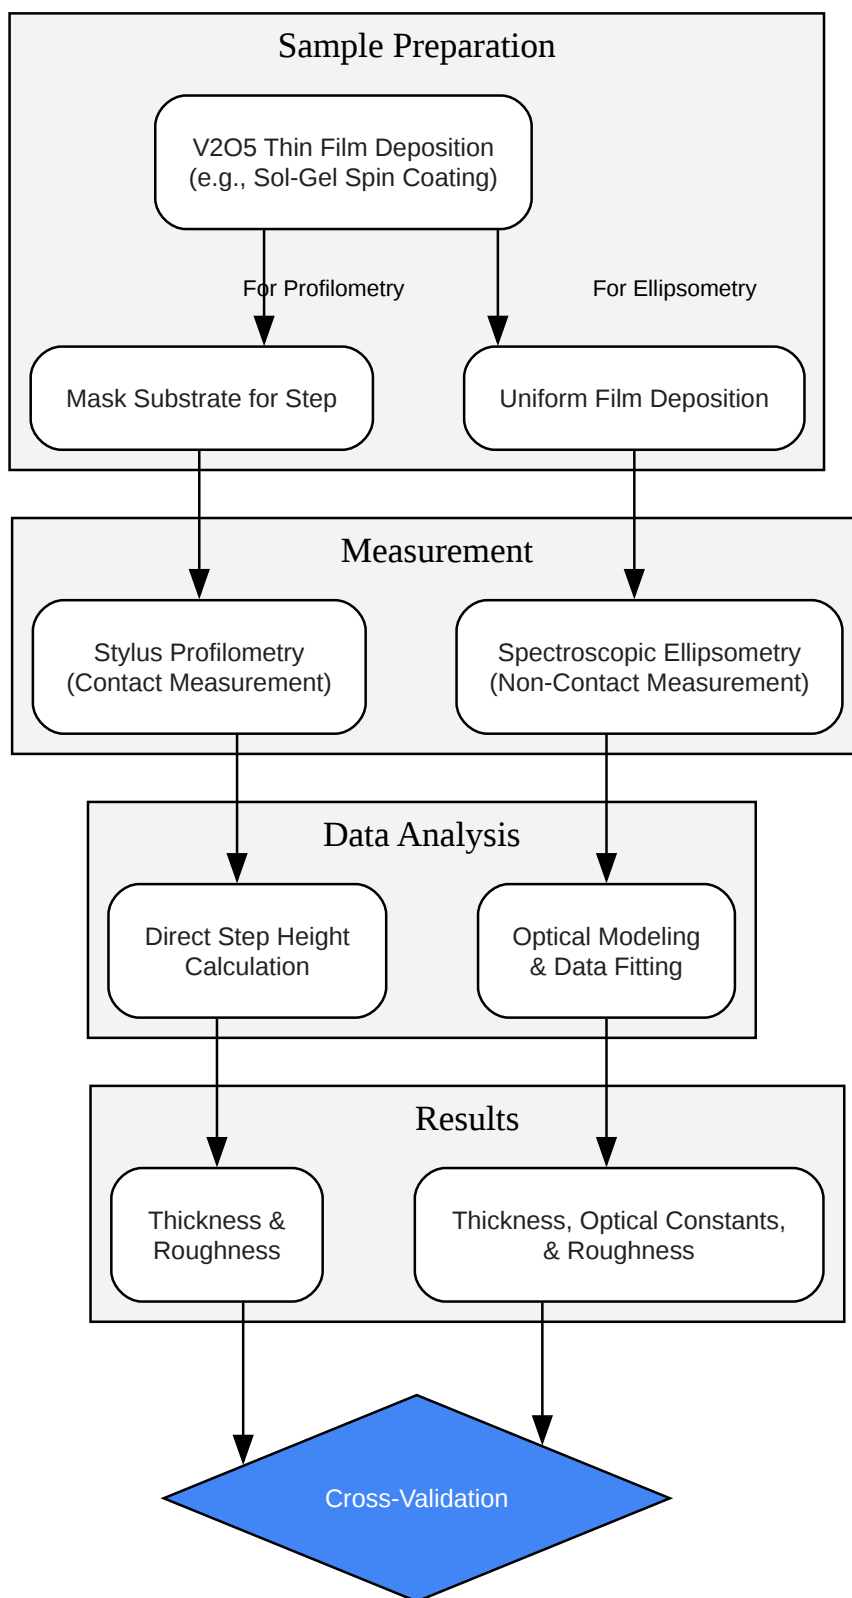 Sample Preparation
V2O5 Thin Film Deposition
(e.g., Sol-Gel Spin Coating)
For Profilometry
For Ellipsometry
Mask Substrate for Step
Uniform Film Deposition
Measurement
Stylus Profilometry
(Contact Measurement)
Spectroscopic Ellipsometry
(Non-Contact Measurement)
Data Analysis
Direct Step Height
Calculation
Optical Modeling
& Data Fitting
Results
Thickness &
Roughness
Thickness, Optical Constants,
& Roughness
Cross-Validation